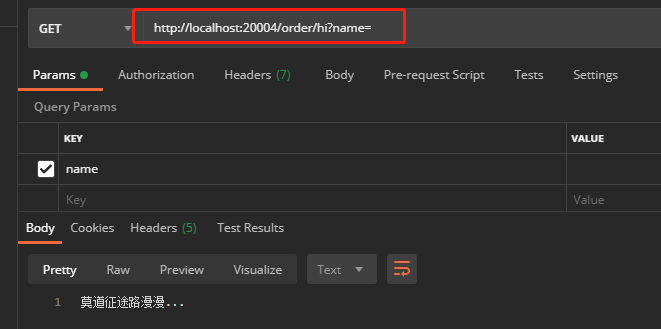 GET http://localhost:20004/order/hi?name=
Params Authorization Headers (7) Body Pre-request Script Tests Settings
Query Params
KEY VALUE
name
Key Value
Body Cookies Headers (5) Test Results
Pretty Raw Preview Visualize Text
1 莫道征途路漫漫...